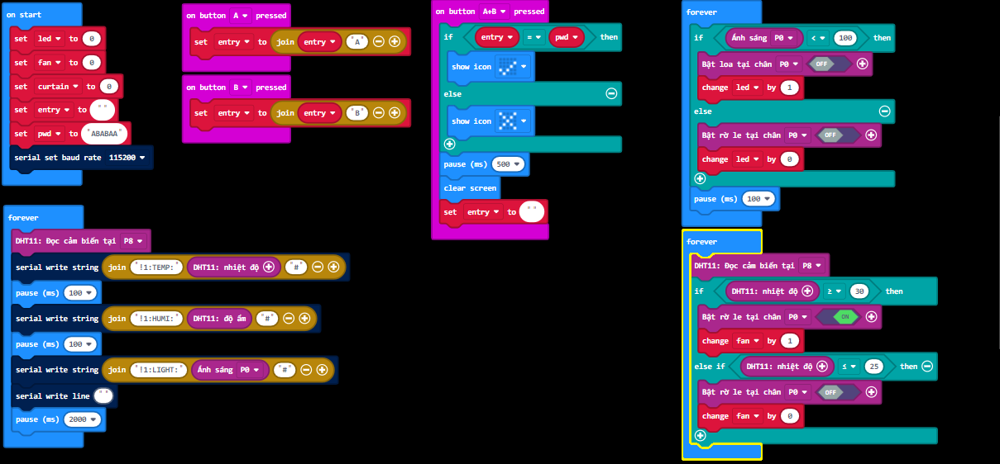 on start
set led to 0
set fan to 0
set curtain to 0
set entry to " "
set pwd to "ABABAA"
serial set baud rate 115200
on button A pressed
set entry to join entry "A"
on button B pressed
set entry to join entry "B"
on button A+B pressed
if entry = pwd then
show icon
else
show icon
pause (ms) 500
clear screen
set entry to " "
forever
if Ánh sáng P0 < 100 then
Bật loa tại chân P0 OFF
change led by 1
else
Bật rờ le tại chân P0 OFF
change led by 0
pause (ms) 100
forever
DHT11: Đọc cảm biến tại P8
serial write string join "!1:TEMP:" DHT11: nhiệt độ "#"
pause (ms) 100
serial write string join "!1:HUMI:" DHT11: độ ẩm "#"
pause (ms) 100
serial write string join "!1:LIGHT:" Ánh sáng P0 "#"
serial write line " "
pause (ms) 2000
forever
DHT11: Đọc cảm biến tại P8
if DHT11: nhiệt độ ≥ 30 then
Bật rờ le tại chân P0 ON
change fan by 1
else if DHT11: nhiệt độ ≤ 25 then
Bật rờ le tại chân P0 OFF
change fan by 0